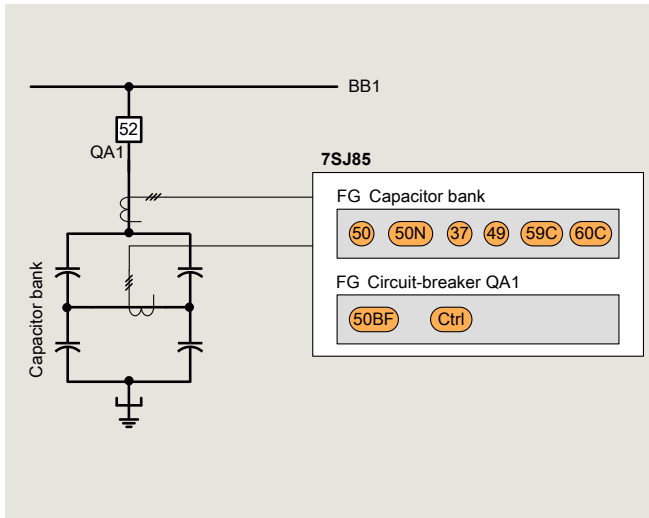 BB1
52
QA1
7SJ85
FG Capacitor bank
50 50N 37 49 59C 60C
FG Circuit-breaker QA1
50BF Ctrl
Capacitor bank